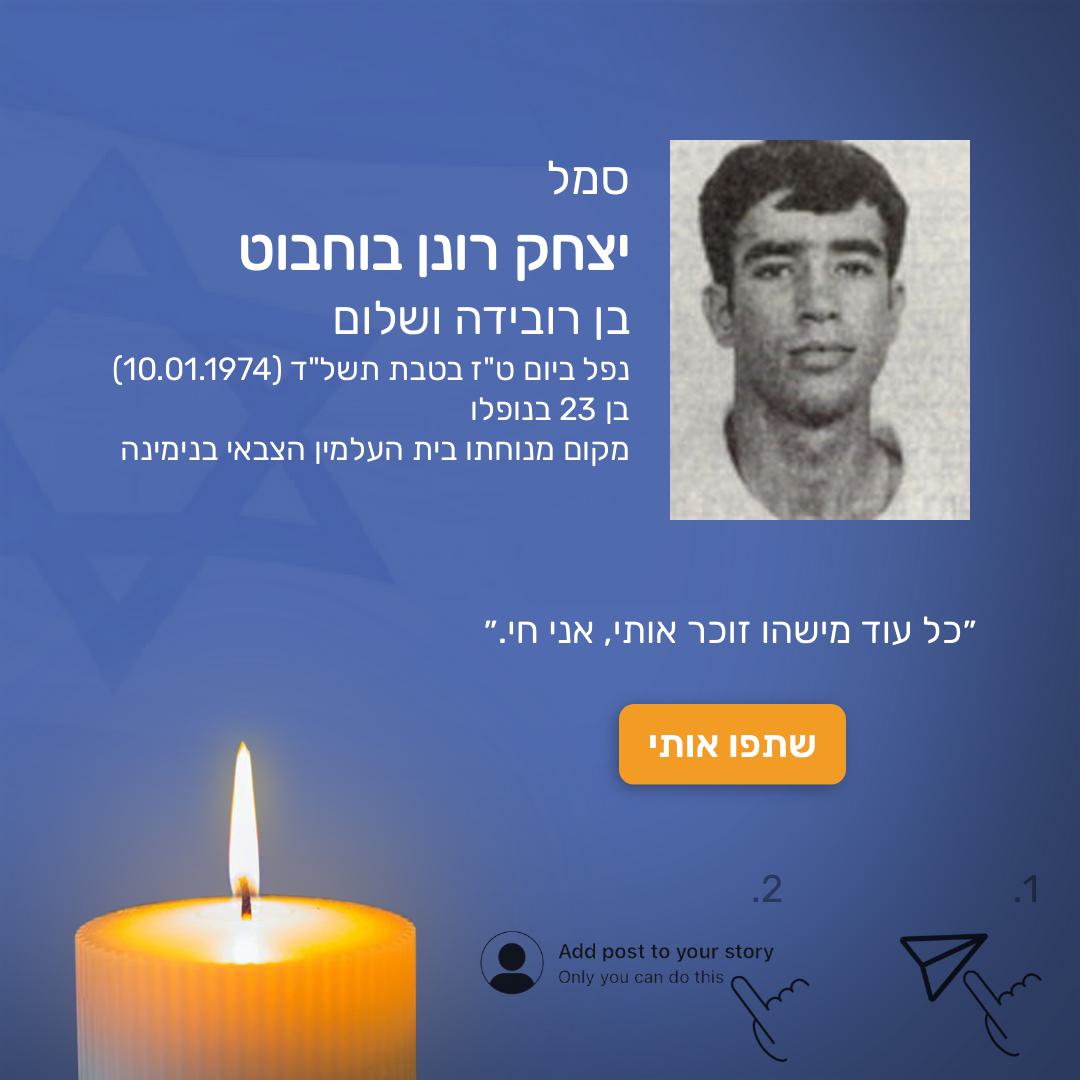 סמל
יצחק רונן בוחבוט
בן רובידה ושלום
נפל ביום ט"ז בטבת תשל"ד (10.01.1974)
בן 23 בנופלו
מקום מנוחתו בית העלמין הצבאי בנימינה
״כל עוד מישהו זוכר אותי, אני חי.״
שתפו אותי
1.
2.
Add post to your story
Only you can do this